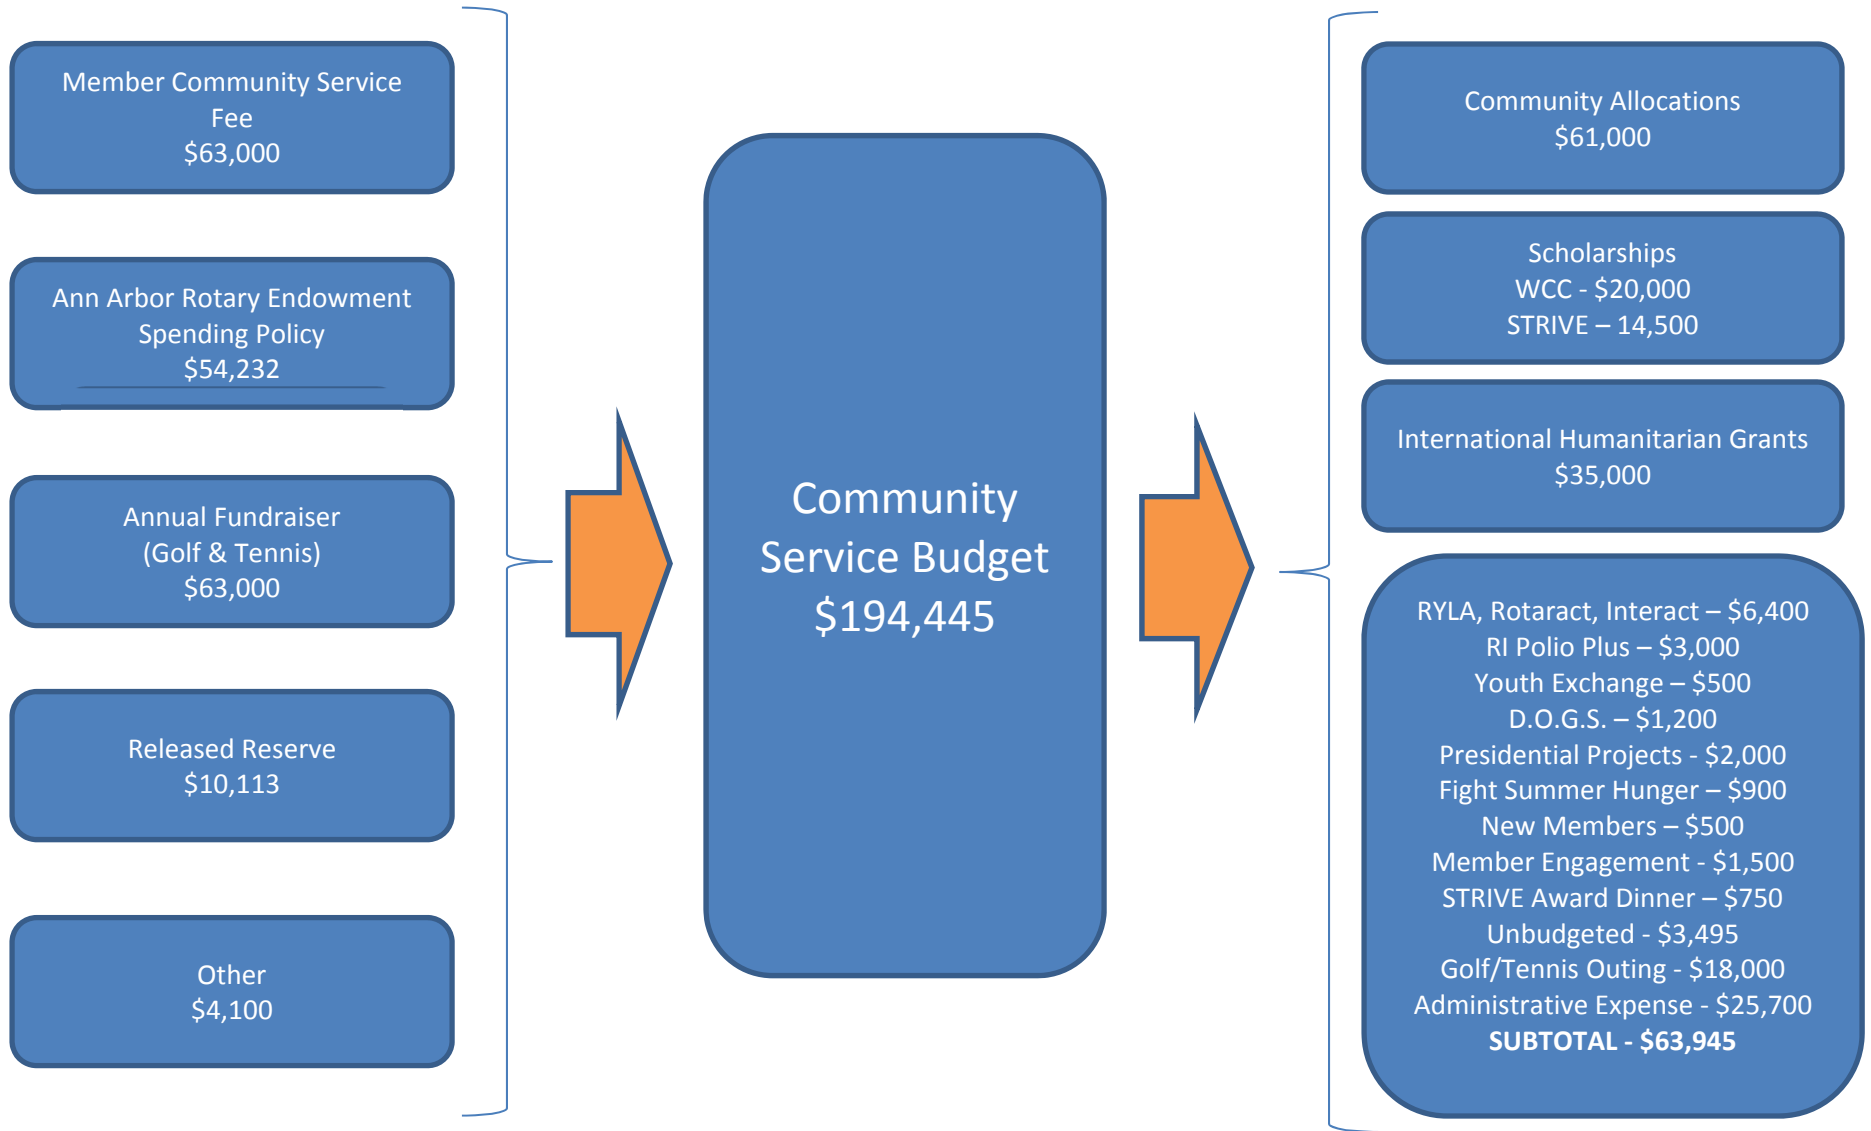 Member Community Service
Fee
$63,000
Ann Arbor Rotary Endowment
Spending Policy
$54,232
Annual Fundraiser
(Golf & Tennis)
$63,000
Released Reserve
$10,113
Other
$4,100
Community
Service Budget
$194,445
Community Allocations
$61,000
Scholarships
WCC - $20,000
STRIVE – 14,500
International Humanitarian Grants
$35,000
RYLA, Rotaract, Interact – $6,400
RI Polio Plus – $3,000
Youth Exchange – $500
D.O.G.S. – $1,200
Presidential Projects - $2,000
Fight Summer Hunger – $900
New Members – $500
Member Engagement - $1,500
STRIVE Award Dinner – $750
Unbudgeted - $3,495
Golf/Tennis Outing - $18,000
Administrative Expense - $25,700
SUBTOTAL - $63,945